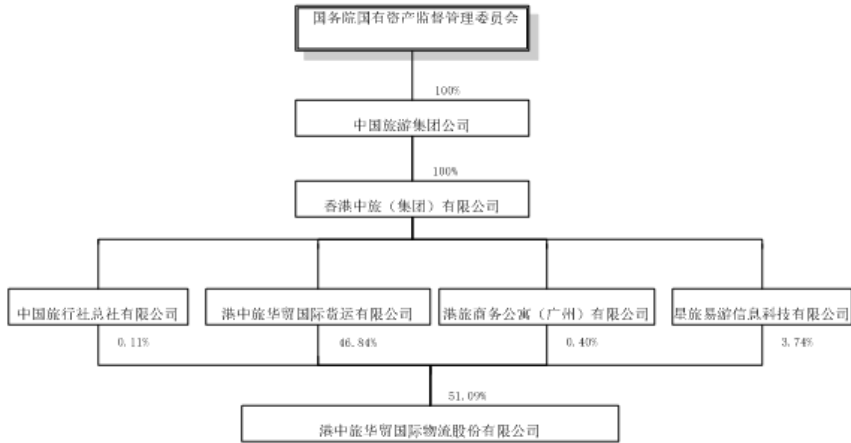 国务院国有资产监督管理委员会
100%
中国旅游集团公司
100%
香港中旅（集团）有限公司
中国旅行社总社有限公司
港中旅华贸国际货运有限公司
港旅商务公寓（广州）有限公司
星旅易游信息科技有限公司
0.11%
46.84%
0.40%
3.74%
51.09%
港中旅华贸国际物流股份有限公司